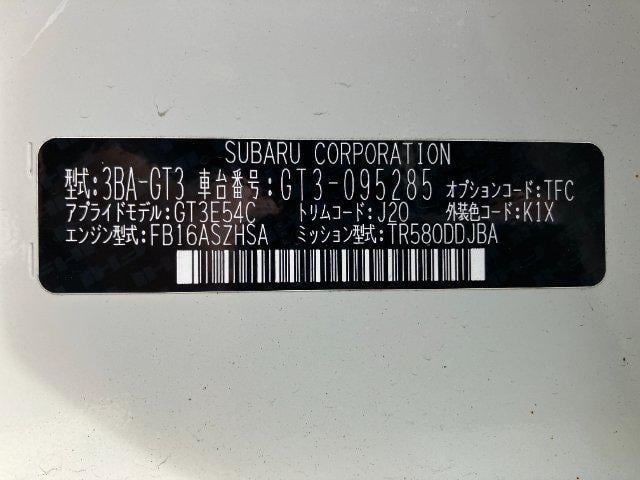 SUBARU CORPORATION
型式:3BA-GT3 車台番号:GT3-095285 オプションコード:TFC
アプライドモデル:GT3E54C トリムコード:J20 外装色コード:K1X
エンジン型式:FB16ASZHSA ミッション型式:TR580DDJBA